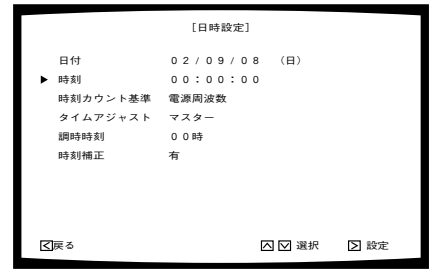 [日時設定]
日付 02/09/08 (日)
▶ 時刻 00:00:00
時刻カウント基準 電源周波数
タイムアジャスト マスター
調時時刻 00時
時刻補正 有
戻る 選択 設定